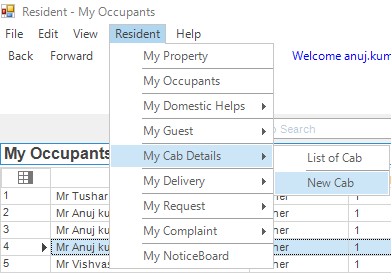 Resident - My Occupants
File Edit View Resident Help
Back Forward Welcome anuj.kum
My Property
My Occupants
My Domestic Helps
My Guest
Search
My Occupants
My Cab Details
List of Cab
New Cab
My Delivery
My Request
My Complaint
My NoticeBoard
1 Mr Tushar 1
2 Mr Anuj ku ner 1
3 Mr Anuj ku ner 1
4 Mr Anuj ku ner 1
5 Mr Vishvas ner 1